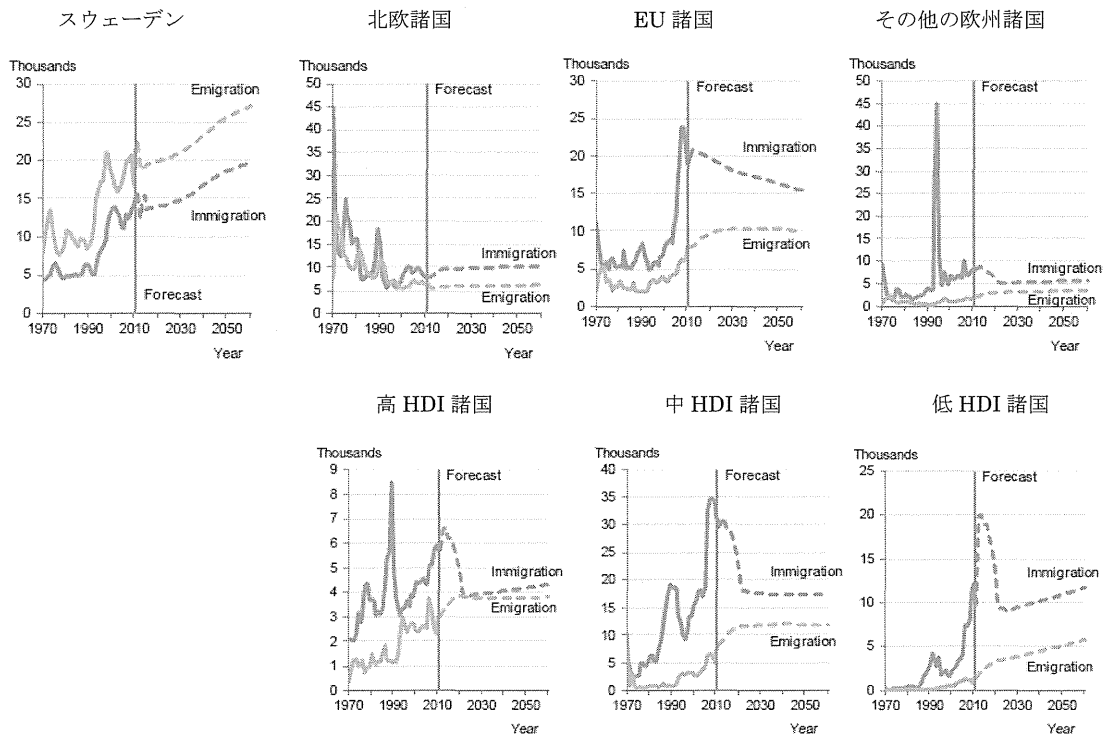 スウェーデン
北欧諸国
EU 諸国
その他の欧州諸国
Thousands
30
25
20
15
10
5
0
1970 1990 2010 2030 2050
Year
Emigration
Immigration
Forecast
Thousands
50
45
40
35
30
25
20
15
10
5
0
1970 1990 2010 2030 2050
Year
Forecast
Immigration
Emigration
Thousands
30
25
20
15
10
5
0
1970 1990 2010 2030 2050
Year
Forecast
Immigration
Emigration
Thousands
50
45
40
35
30
25
20
15
10
5
0
1970 1990 2010 2030 2050
Year
Forecast
Immigration
Emigration
高 HDI 諸国
中 HDI 諸国
低 HDI 諸国
Thousands
9
8
7
6
5
4
3
2
1
0
1970 1990 2010 2030 2050
Year
Forecast
Immigration
Emigration
Thousands
40
35
30
25
20
15
10
5
0
1970 1990 2010 2030 2050
Year
Forecast
Immigration
Emigration
Thousands
25
20
15
10
5
0
1970 1990 2010 2030 2050
Year
Forecast
Immigration
Emigration